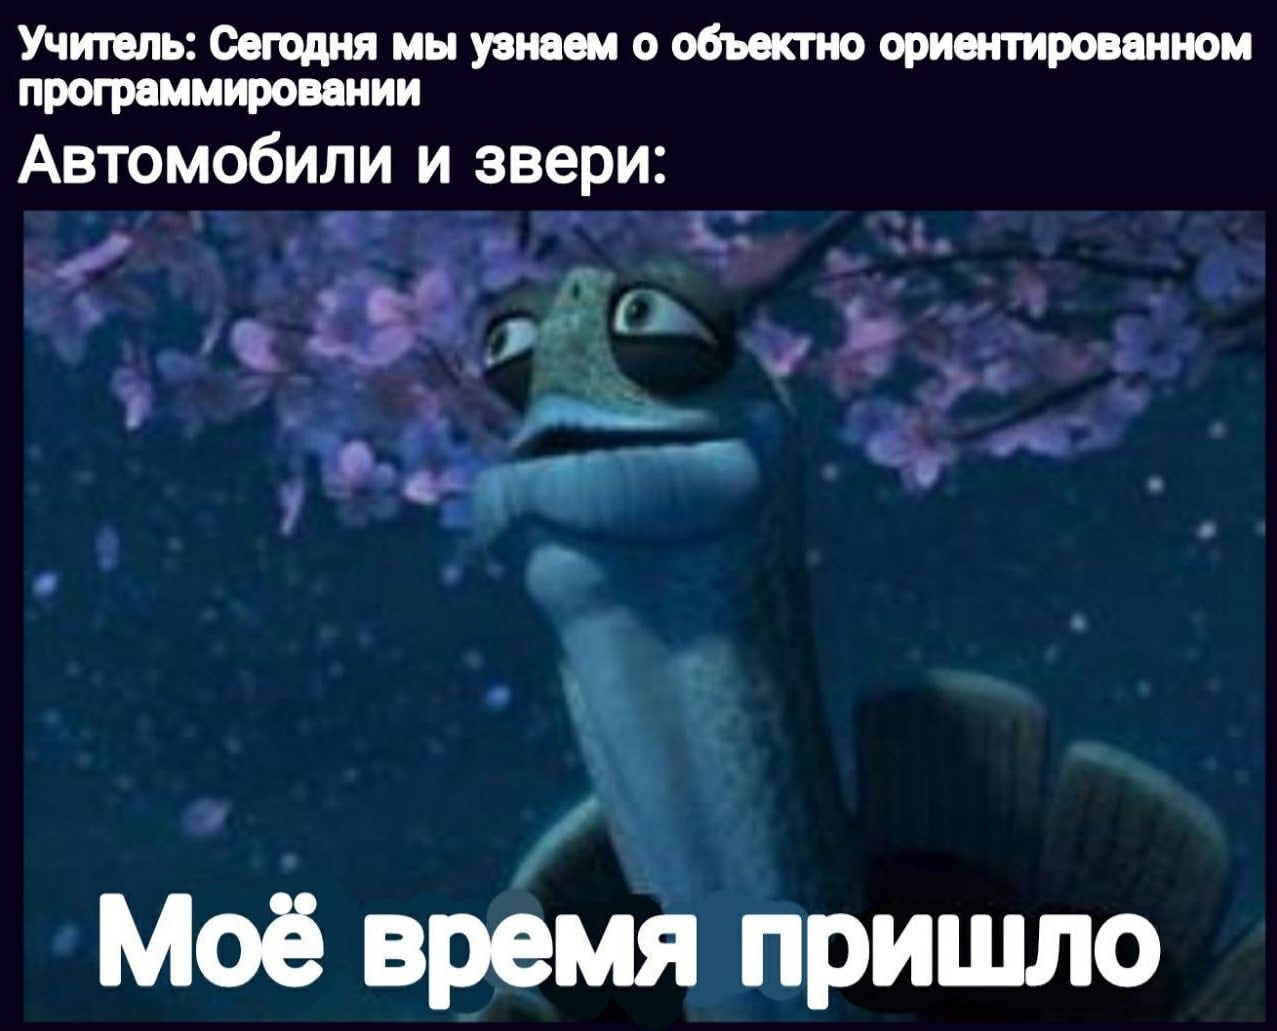 Учитель: Сегодня мы узнаем о объектно ориентированном
программировании
Автомобили и звери:
Моё время пришло